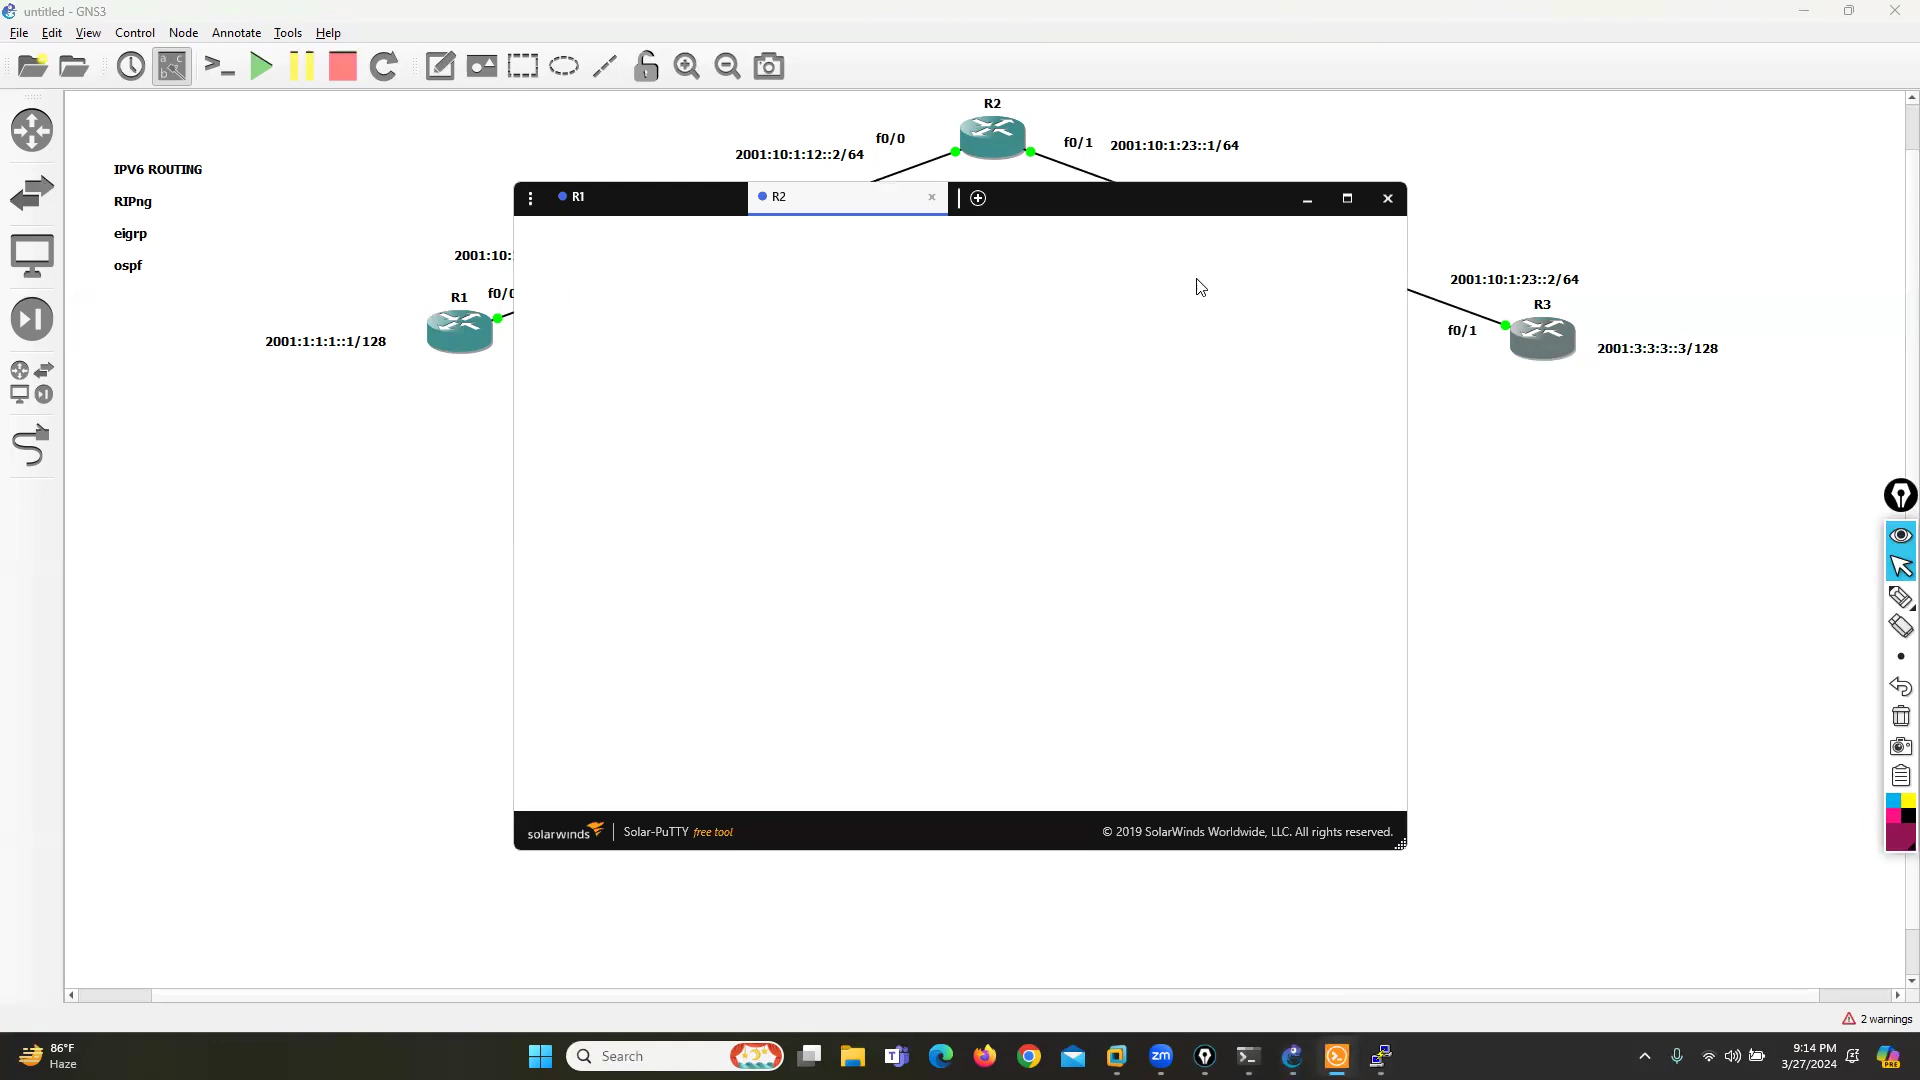 untitled - GNS3
File Edit View Control Node Annotate Tools Help
R2
f0/0
f0/1
2001:10:1:23::1/64
2001:10:1:12::2/64
IPV6 ROUTING
RIPng
eigrp
ospf
R1
R2
2001:10:
R1
f0/0
2001:1:1:1::1/128
2001:10:1:23::2/64
R3
f0/1
2001:3:3:3::3/128
solarwinds
Solar-PuTTY free tool
© 2019 SolarWinds Worldwide, LLC. All rights reserved.
2 warnings
86°F
Haze
Search
zm
9:14 PM
3/27/2024